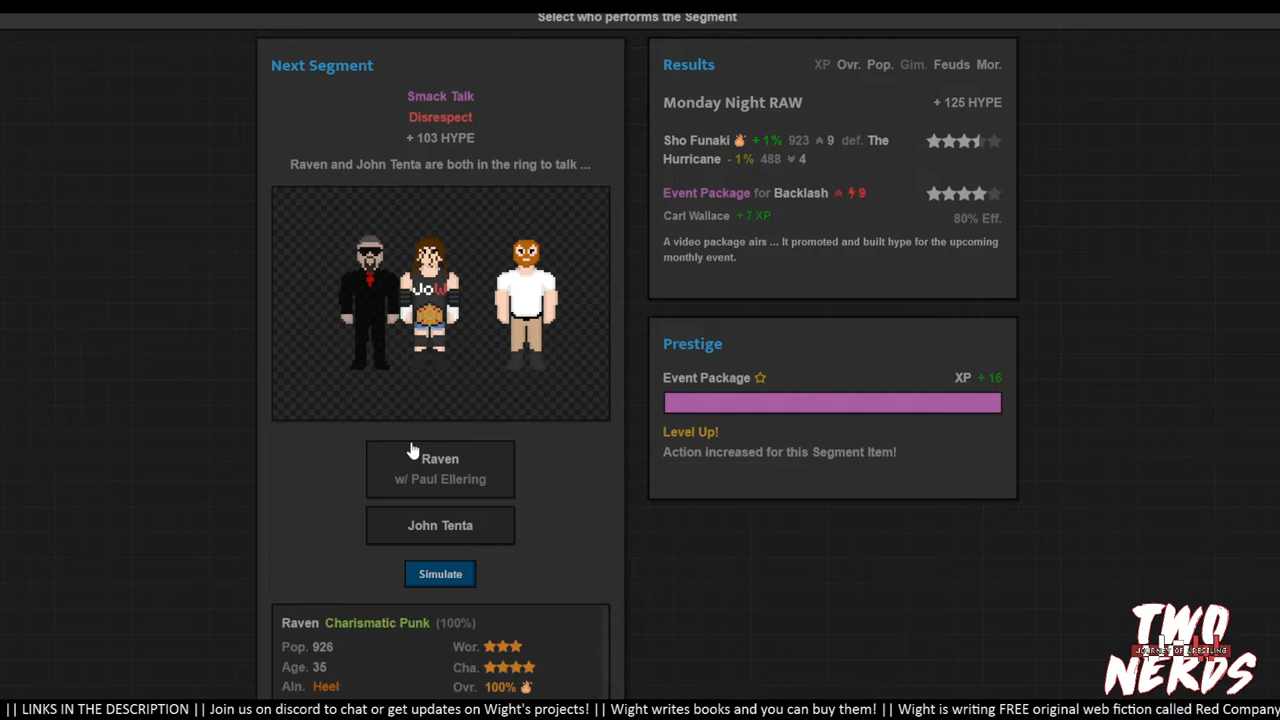 Select who performs the Segment
Next Segment
Smack Talk
Disrespect
+ 103 HYPE
Raven and John Tenta are both in the ring to talk ...
JoW
Raven
w/ Paul Ellering
John Tenta
Simulate
Raven Charismatic Punk (100%)
Pop. 926 Wor.
Age. 35 Cha.
Aln. Heel Ovr. 100%
Results XP Ovr. Pop. Gim. Feuds Mor.
Monday Night RAW + 125 HYPE
Sho Funaki + 1% 923 9 def. The
Hurricane - 1% 488 4
Event Package for Backlash 9
Carl Wallace + 7 XP 80% Eff.
A video package airs ... It promoted and built hype for the upcoming
monthly event.
Prestige
Event Package XP + 16
Level Up!
Action increased for this Segment Item!
TWO
JOURNEY OF WRESTLING
NERDS
|| LINKS IN THE DESCRIPTION || Join us on discord to chat or get updates on Wight's projects! || Wight writes books and you can buy them! || Wight is writing FREE original web fiction called Red Company